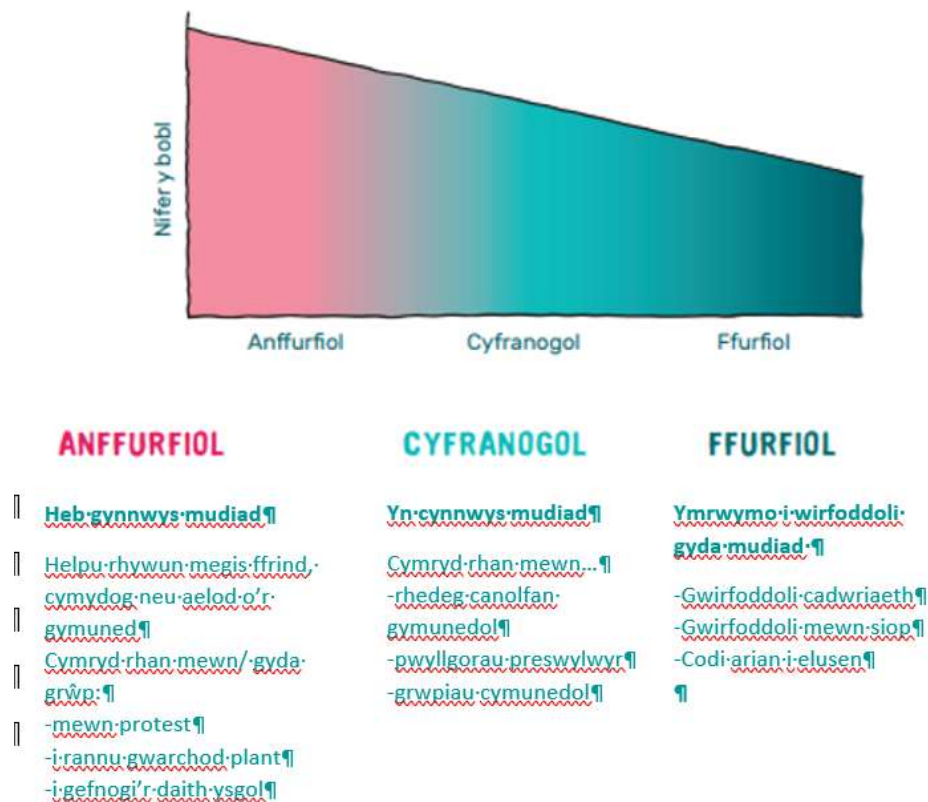 Nifer y bobl
Anffurfiol
Cyfranogol
Ffurfiol
ANFFURFIOL
Heb·gynnwys·mudiad¶
Helpu·rhywun·megis·ffrind,·
cymydog·neu·aelod·o'r·
gymuned¶
Cymryd·rhan·mewn/·gyda·
grŵp:¶
-mewn·protest¶
-i·rannu·gwarchod·plant¶
-i·gefnogi'r·daith·ysgol¶
CYFRANOGOL
Yn·cynnwys·mudiad¶
Cymryd·rhan·mewn...¶
-rhedeg·canolfan·
gymunedol¶
-pwyllgorau·preswylwyr¶
-grwpiau·cymunedol¶
FFURFIOL
Ymrwymo·i·wirfoddoli·
gyda·mudiad·¶
-Gwirfoddoli·cadwriaeth¶
-Gwirfoddoli·mewn·siop¶
-Codi·arian·i·elusen¶
¶